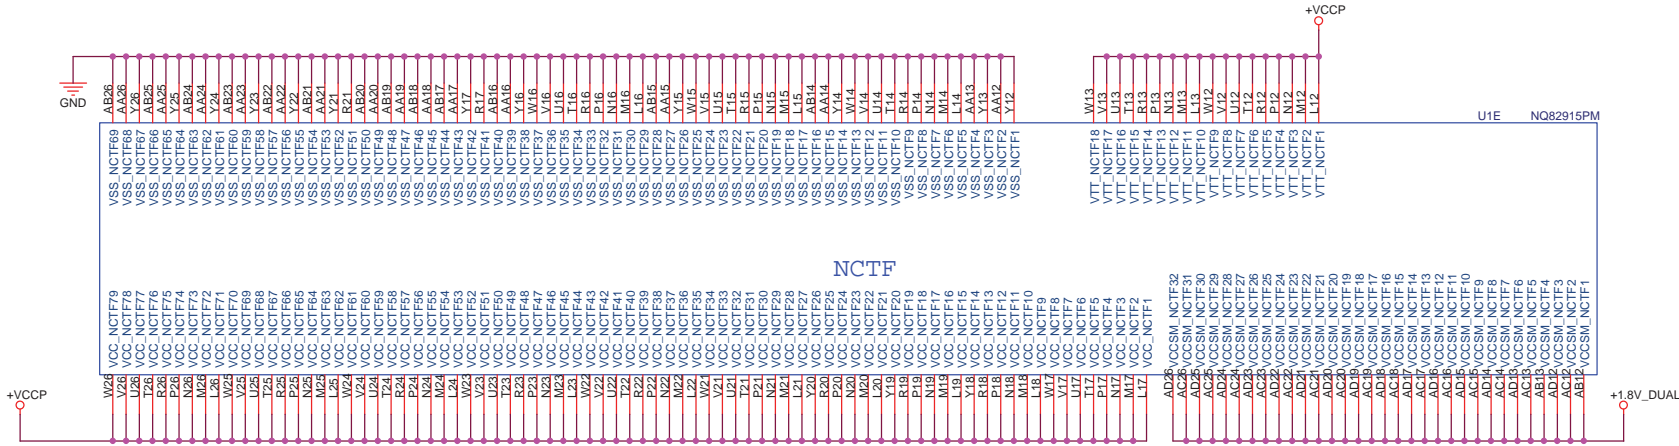 +VCCP
GND
AB26 AA26 Y26 AB25 AA25 Y25 AB24 AA24 Y24 AB23 AA23 Y23 AB22 AA22 Y22 AB21 AA21 Y21 R21 AB20 AA20 AB19 AA19 AB18 AA18 AB17 AA17 Y17 R17 AB16 AA16 Y16 W16 V16 U16 T16 R16 P16 N16 M16 L16 AB15 AA15 Y15 W15 V15 U15 T15 R15 P15 N15 M15 L15 AB14 AA14 Y14 W14 V14 U14 T14 R14 P14 N14 M14 L14 AA13 Y13 AA12 Y12
W13 V13 U13 T13 R13 P13 N13 M13 L13 W12 V12 U12 T12 R12 P12 N12 M12 L12
U1E NQ82915PM
VSS_NCTF69 VSS_NCTF68 VSS_NCTF67 VSS_NCTF66 VSS_NCTF65 VSS_NCTF64 VSS_NCTF63 VSS_NCTF62 VSS_NCTF61 VSS_NCTF60 VSS_NCTF59 VSS_NCTF58 VSS_NCTF57 VSS_NCTF56 VSS_NCTF55 VSS_NCTF54 VSS_NCTF53 VSS_NCTF52 VSS_NCTF51 VSS_NCTF50 VSS_NCTF49 VSS_NCTF48 VSS_NCTF47 VSS_NCTF46 VSS_NCTF45 VSS_NCTF44 VSS_NCTF43 VSS_NCTF42 VSS_NCTF41 VSS_NCTF40 VSS_NCTF39 VSS_NCTF38 VSS_NCTF37 VSS_NCTF36 VSS_NCTF35 VSS_NCTF34 VSS_NCTF33 VSS_NCTF32 VSS_NCTF31 VSS_NCTF30 VSS_NCTF29 VSS_NCTF28 VSS_NCTF27 VSS_NCTF26 VSS_NCTF25 VSS_NCTF24 VSS_NCTF23 VSS_NCTF22 VSS_NCTF21 VSS_NCTF20 VSS_NCTF19 VSS_NCTF18 VSS_NCTF17 VSS_NCTF16 VSS_NCTF15 VSS_NCTF14 VSS_NCTF13 VSS_NCTF12 VSS_NCTF11 VSS_NCTF10 VSS_NCTF9 VSS_NCTF8 VSS_NCTF7 VSS_NCTF6 VSS_NCTF5 VSS_NCTF4 VSS_NCTF3 VSS_NCTF2 VSS_NCTF1
VTT_NCTF18 VTT_NCTF17 VTT_NCTF16 VTT_NCTF15 VTT_NCTF14 VTT_NCTF13 VTT_NCTF12 VTT_NCTF11 VTT_NCTF10 VTT_NCTF9 VTT_NCTF8 VTT_NCTF7 VTT_NCTF6 VTT_NCTF5 VTT_NCTF4 VTT_NCTF3 VTT_NCTF2 VTT_NCTF1
NCTF
VCC_NCTF79 VCC_NCTF78 VCC_NCTF77 VCC_NCTF76 VCC_NCTF75 VCC_NCTF74 VCC_NCTF73 VCC_NCTF72 VCC_NCTF71 VCC_NCTF70 VCC_NCTF69 VCC_NCTF68 VCC_NCTF67 VCC_NCTF66 VCC_NCTF65 VCC_NCTF64 VCC_NCTF63 VCC_NCTF62 VCC_NCTF61 VCC_NCTF60 VCC_NCTF59 VCC_NCTF58 VCC_NCTF57 VCC_NCTF56 VCC_NCTF55 VCC_NCTF54 VCC_NCTF53 VCC_NCTF52 VCC_NCTF51 VCC_NCTF50 VCC_NCTF49 VCC_NCTF48 VCC_NCTF47 VCC_NCTF46 VCC_NCTF45 VCC_NCTF44 VCC_NCTF43 VCC_NCTF42 VCC_NCTF41 VCC_NCTF40 VCC_NCTF39 VCC_NCTF38 VCC_NCTF37 VCC_NCTF36 VCC_NCTF35 VCC_NCTF34 VCC_NCTF33 VCC_NCTF32 VCC_NCTF31 VCC_NCTF30 VCC_NCTF29 VCC_NCTF28 VCC_NCTF27 VCC_NCTF26 VCC_NCTF25 VCC_NCTF24 VCC_NCTF23 VCC_NCTF22 VCC_NCTF21 VCC_NCTF20 VCC_NCTF19 VCC_NCTF18 VCC_NCTF17 VCC_NCTF16 VCC_NCTF15 VCC_NCTF14 VCC_NCTF13 VCC_NCTF12 VCC_NCTF11 VCC_NCTF10 VCC_NCTF9 VCC_NCTF8 VCC_NCTF7 VCC_NCTF6 VCC_NCTF5 VCC_NCTF4 VCC_NCTF3 VCC_NCTF2 VCC_NCTF1
VCCSM_NCTF32 VCCSM_NCTF31 VCCSM_NCTF30 VCCSM_NCTF29 VCCSM_NCTF28 VCCSM_NCTF27 VCCSM_NCTF26 VCCSM_NCTF25 VCCSM_NCTF24 VCCSM_NCTF23 VCCSM_NCTF22 VCCSM_NCTF21 VCCSM_NCTF20 VCCSM_NCTF19 VCCSM_NCTF18 VCCSM_NCTF17 VCCSM_NCTF16 VCCSM_NCTF15 VCCSM_NCTF14 VCCSM_NCTF13 VCCSM_NCTF12 VCCSM_NCTF11 VCCSM_NCTF10 VCCSM_NCTF9 VCCSM_NCTF8 VCCSM_NCTF7 VCCSM_NCTF6 VCCSM_NCTF5 VCCSM_NCTF4 VCCSM_NCTF3 VCCSM_NCTF2 VCCSM_NCTF1
W26 V26 U26 T26 R26 P26 N26 M26 L26 W25 V25 U25 T25 R25 P25 N25 M25 L25 W24 V24 U24 T24 R24 P24 N24 M24 L24 W23 V23 U23 T23 R23 P23 N23 M23 L23 W22 V22 U22 T22 R22 P22 N22 M22 L22 W21 V21 U21 T21 P21 N21 M21 L21 Y20 R20 P20 N20 M20 L20 Y19 R19 P19 N19 M19 L19 Y18 R18 P18 N18 M18 L18 W17 V17 U17 T17 P17 N17 M17 L17
AD26 AC26 AD25 AC25 AD24 AC24 AD23 AC23 AD22 AC22 AD21 AC21 AD20 AC20 AD19 AC19 AD18 AC18 AD17 AC17 AD16 AC16 AD15 AC15 AD14 AC14 AD13 AC13 AB13 AD12 AC12 AB12
+VCCP
+1.8V_DUAL